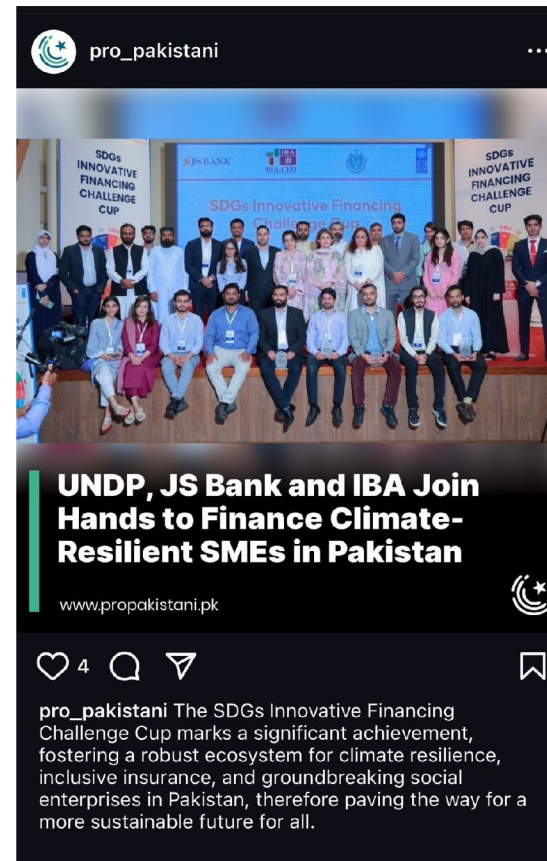 pro_pakistani
SDGs
INNOVATIVE
FINANCING
CHALLENGE
CUP
JS BANK
IBA
IBA-CED
SDGs Innovative Financing
Challenge Cup
SDGs
INNOVATIVE
FINANCING
CHALLENGE
CUP
UNDP, JS Bank and IBA Join
Hands to Finance Climate-
Resilient SMEs in Pakistan
www.propakistani.pk
4
pro_pakistani The SDGs Innovative Financing
Challenge Cup marks a significant achievement,
fostering a robust ecosystem for climate resilience,
inclusive insurance, and groundbreaking social
enterprises in Pakistan, therefore paving the way for a
more sustainable future for all.